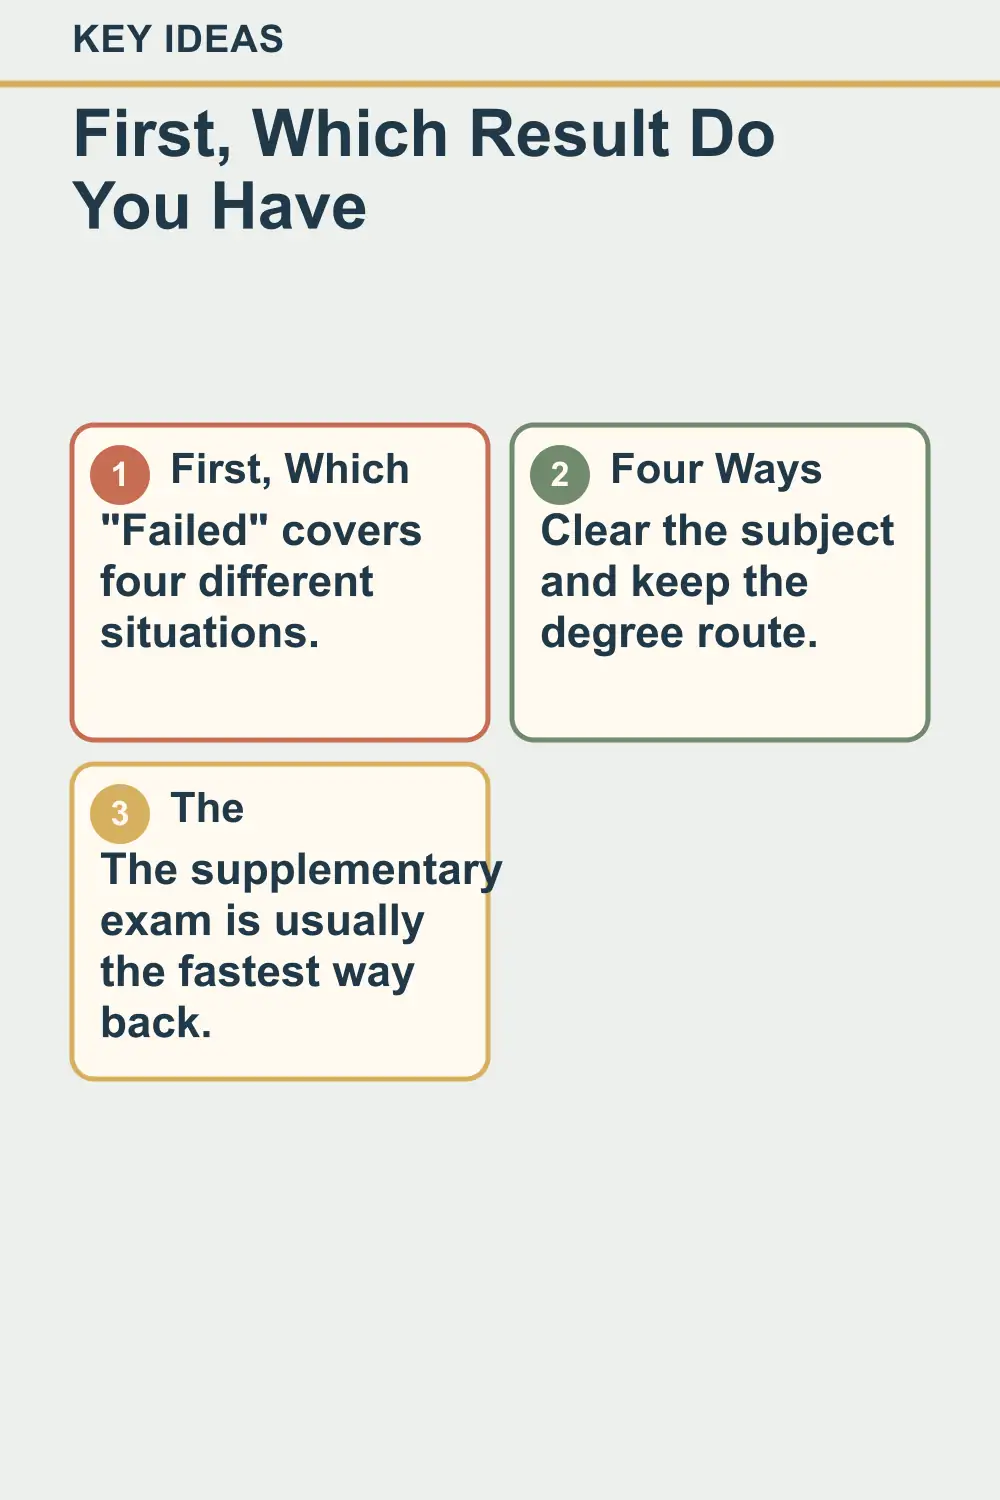 KEY IDEAS
First, Which Result Do
You Have
1 First, Which
"Failed" covers
four different
situations.
2 Four Ways
Clear the subject
and keep the
degree route.
3 The
The supplementary
exam is usually
the fastest way
back.